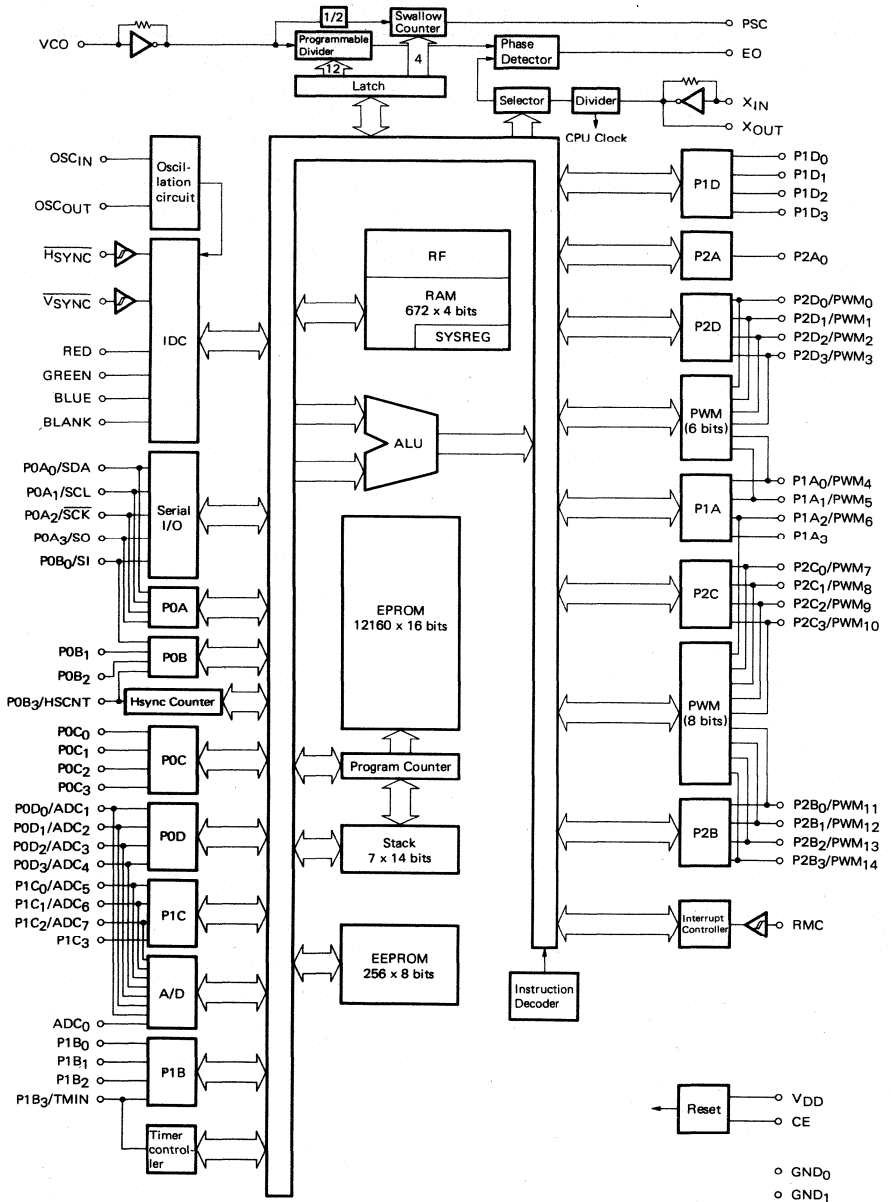 VCO
1/2
Swallow
Counter
PSC
Programmable
Divider
Phase
Detector
EO
12
4
Latch
Selector
Divider
XIN
XOUT
CPU Clock
OSCIN
OSCOUT
Oscil-
lation
circuit
HSYNC
VSYNC
RED
GREEN
BLUE
BLANK
IDC
P0A0/SDA
P0A1/SCL
P0A2/SCK
P0A3/SO
P0B0/SI
Serial
I/O
P0A
P0B1
P0B2
P0B
P0B3/HSCNT
Hsync Counter
P0C0
P0C1
P0C2
P0C3
P0C
P0D0/ADC1
P0D1/ADC2
P0D2/ADC3
P0D3/ADC4
P0D
P1C0/ADC5
P1C1/ADC6
P1C2/ADC7
P1C3
P1C
A/D
ADC0
P1B0
P1B1
P1B2
P1B3/TMIN
P1B
Timer
control-
ler
RF
RAM
672 x 4 bits
SYSREG
ALU
EPROM
12160 x 16 bits
Program Counter
Stack
7 x 14 bits
EEPROM
256 x 8 bits
Instruction
Decoder
P1D
P1D0
P1D1
P1D2
P1D3
P2A
P2A0
P2D
P2D0/PWM0
P2D1/PWM1
P2D2/PWM2
P2D3/PWM3
PWM
(6 bits)
P1A
P1A0/PWM4
P1A1/PWM5
P1A2/PWM6
P1A3
P2C
P2C0/PWM7
P2C1/PWM8
P2C2/PWM9
P2C3/PWM10
PWM
(8 bits)
P2B
P2B0/PWM11
P2B1/PWM12
P2B2/PWM13
P2B3/PWM14
Interrupt
Controller
RMC
Reset
VDD
CE
GND0
GND1